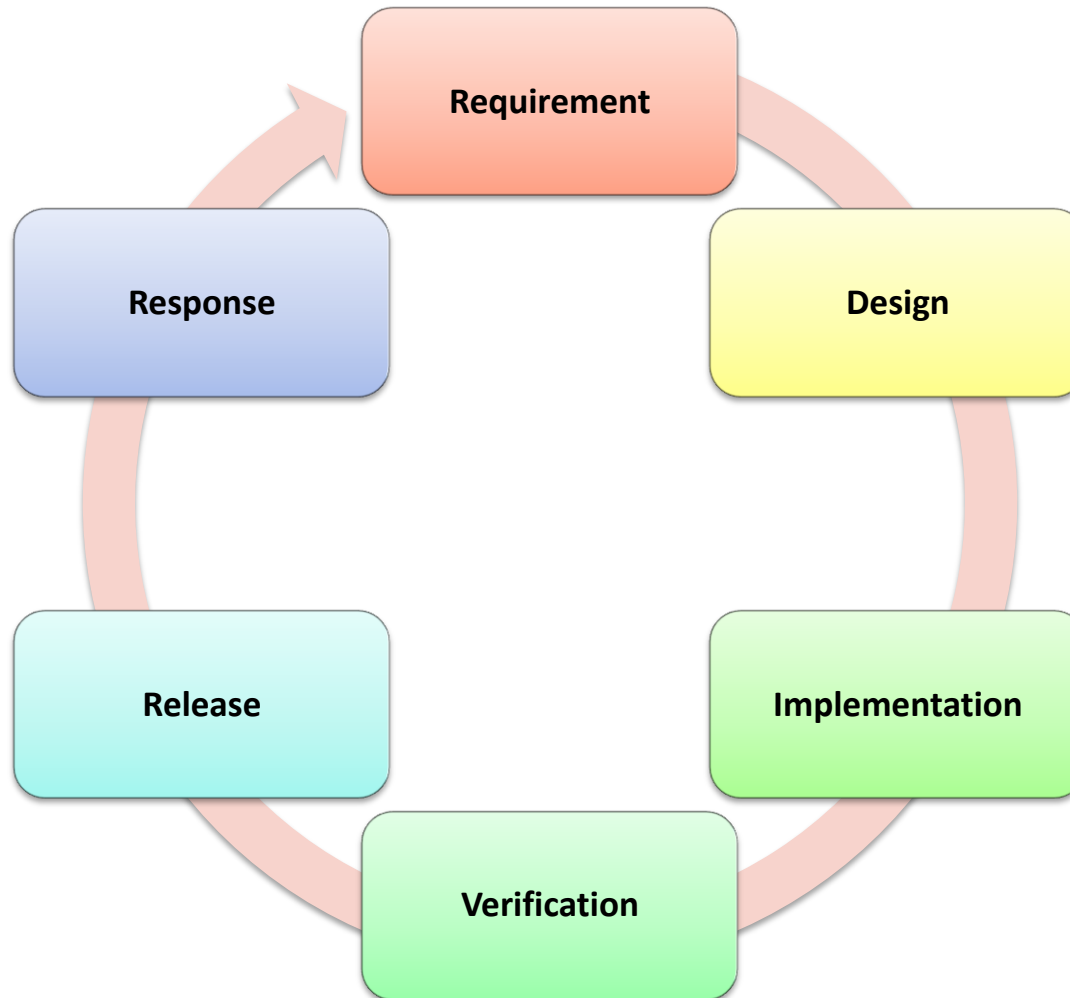 Requirement
Design
Implementation
Verification
Release
Response